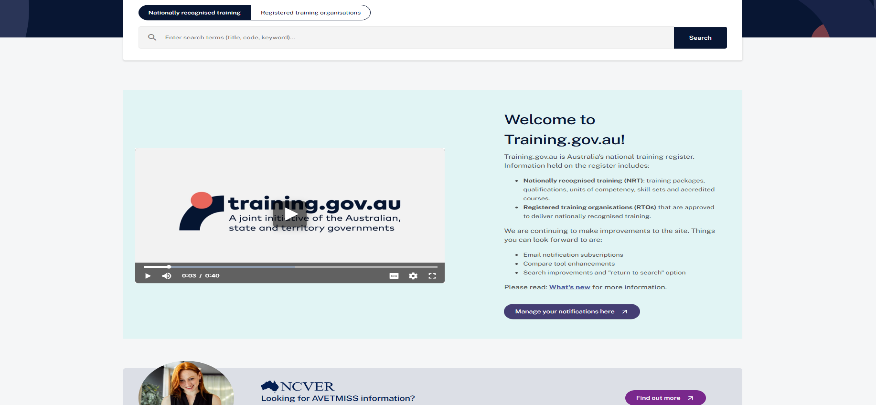 Nationally recognised training
Registered training organisations
Enter search terms (title, code, keyword)...
Search
Welcome to
Training.gov.au!
Training.gov.au is Australia's national training register.
Information held on the register includes:
• Nationally recognised training (NRT): training packages,
qualifications, units of competency, skill sets and accredited
courses.
• Registered training organisations (RTOs) that are approved
to deliver nationally recognised training.
We are continuing to make improvements to the site. Things
you can look forward to are:
• Email notification subscriptions
• Compare tool enhancements
• Search improvements and "return to search" option
Please read: What's new for more information.
Manage your notifications here
training.gov.au
A joint initiative of the Australian,
state and territory governments
0:03 / 0:40
NCVER
Looking for AVETMISS information?
Find out more